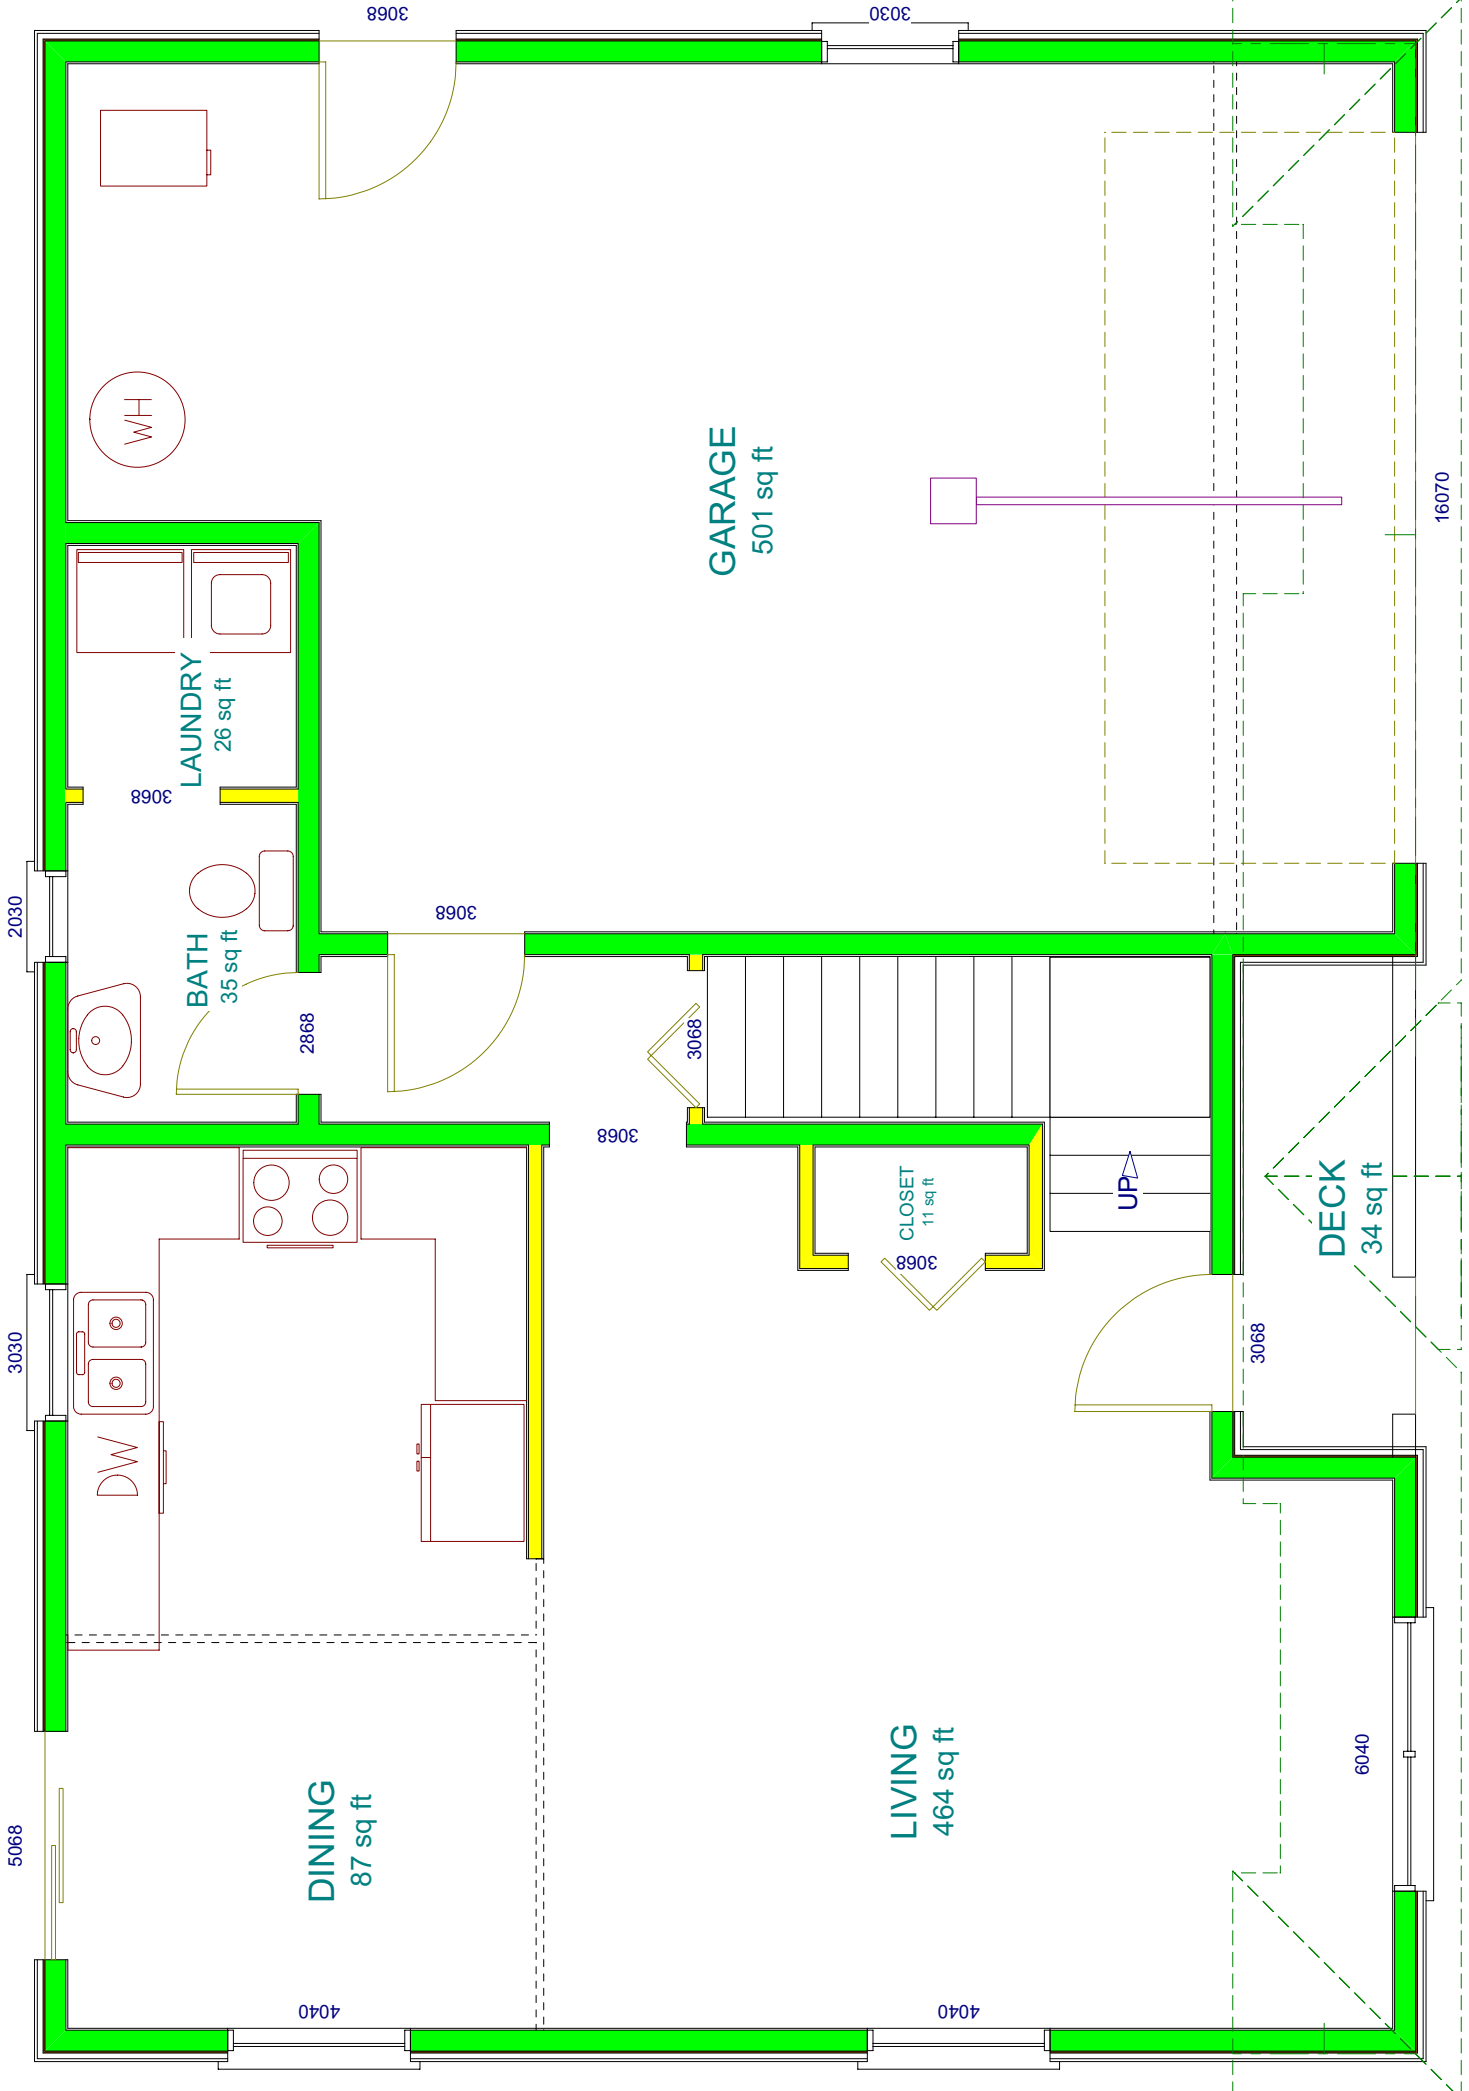 3068
3030
WH
GARAGE
501 sq ft
16070
LAUNDRY
26 sq ft
3068
2030
BATH
35 sq ft
3068
2868
3068
3068
CLOSET
11 sq ft
3068
UP
DECK
34 sq ft
3068
3030
DW
DINING
87 sq ft
LIVING
464 sq ft
6040
5068
4040
4040